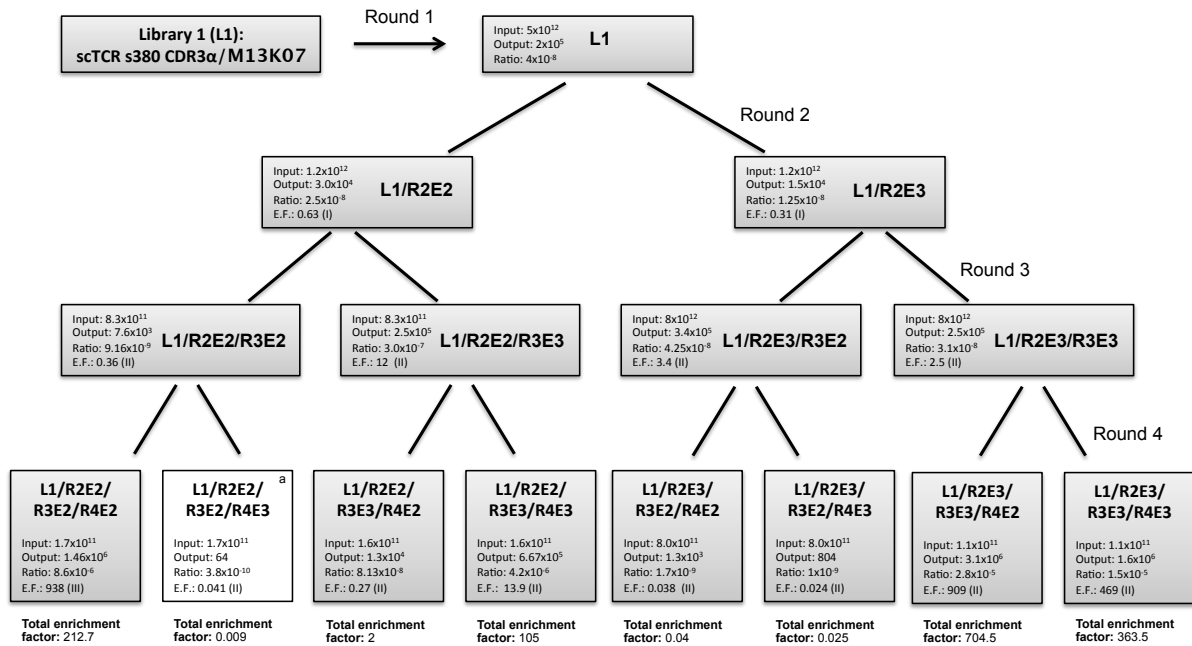 Library 1 (L1):
scTCR s380 CDR3α/M13K07
Round 1
Input: 5x10¹²
Output: 2x10⁵
Ratio: 4x10⁻⁸
L1
Round 2
Input: 1.2x10¹²
Output: 3.0x10⁴
Ratio: 2.5x10⁻⁸
E.F.: 0.63 (I)
L1/R2E2
Input: 1.2x10¹²
Output: 1.5x10⁴
Ratio: 1.25x10⁻⁸
E.F.: 0.31 (I)
L1/R2E3
Round 3
Input: 8.3x10¹¹
Output: 7.6x10³
Ratio: 9.16x10⁻⁹
E.F.: 0.36 (II)
L1/R2E2/R3E2
Input: 8.3x10¹¹
Output: 2.5x10⁵
Ratio: 3.0x10⁻⁷
E.F.: 12 (II)
L1/R2E2/R3E3
Input: 8x10¹²
Output: 3.4x10⁵
Ratio: 4.25x10⁻⁸
E.F.: 3.4 (II)
L1/R2E3/R3E2
Input: 8x10¹²
Output: 2.5x10⁵
Ratio: 3.1x10⁻⁸
E.F.: 2.5 (II)
L1/R2E3/R3E3
Round 4
L1/R2E2/
R3E2/R4E2
Input: 1.7x10¹¹
Output: 1.46x10⁶
Ratio: 8.6x10⁻⁶
E.F.: 938 (III)
Total enrichment
factor: 212.7
a
L1/R2E2/
R3E2/R4E3
Input: 1.7x10¹¹
Output: 64
Ratio: 3.8x10⁻¹⁰
E.F.: 0.041 (II)
Total enrichment
factor: 0.009
L1/R2E2/
R3E3/R4E2
Input: 1.6x10¹¹
Output: 1.3x10⁴
Ratio: 8.13x10⁻⁸
E.F.: 0.27 (II)
Total enrichment
factor: 2
L1/R2E2/
R3E3/R4E3
Input: 1.6x10¹¹
Output: 6.67x10⁵
Ratio: 4.2x10⁻⁶
E.F.: 13.9 (II)
Total enrichment
factor: 105
L1/R2E3/
R3E2/R4E2
Input: 8.0x10¹¹
Output: 1.3x10³
Ratio: 1.7x10⁻⁹
E.F.: 0.038 (II)
Total enrichment
factor: 0.04
L1/R2E3/
R3E2/R4E3
Input: 8.0x10¹¹
Output: 804
Ratio: 1x10⁻⁹
E.F.: 0.024 (II)
Total enrichment
factor: 0.025
L1/R2E3/
R3E3/R4E2
Input: 1.1x10¹¹
Output: 3.1x10⁶
Ratio: 2.8x10⁻⁵
E.F.: 909 (II)
Total enrichment
factor: 704.5
L1/R2E3/
R3E3/R4E3
Input: 1.1x10¹¹
Output: 1.6x10⁶
Ratio: 1.5x10⁻⁵
E.F.: 469 (II)
Total enrichment
factor: 363.5